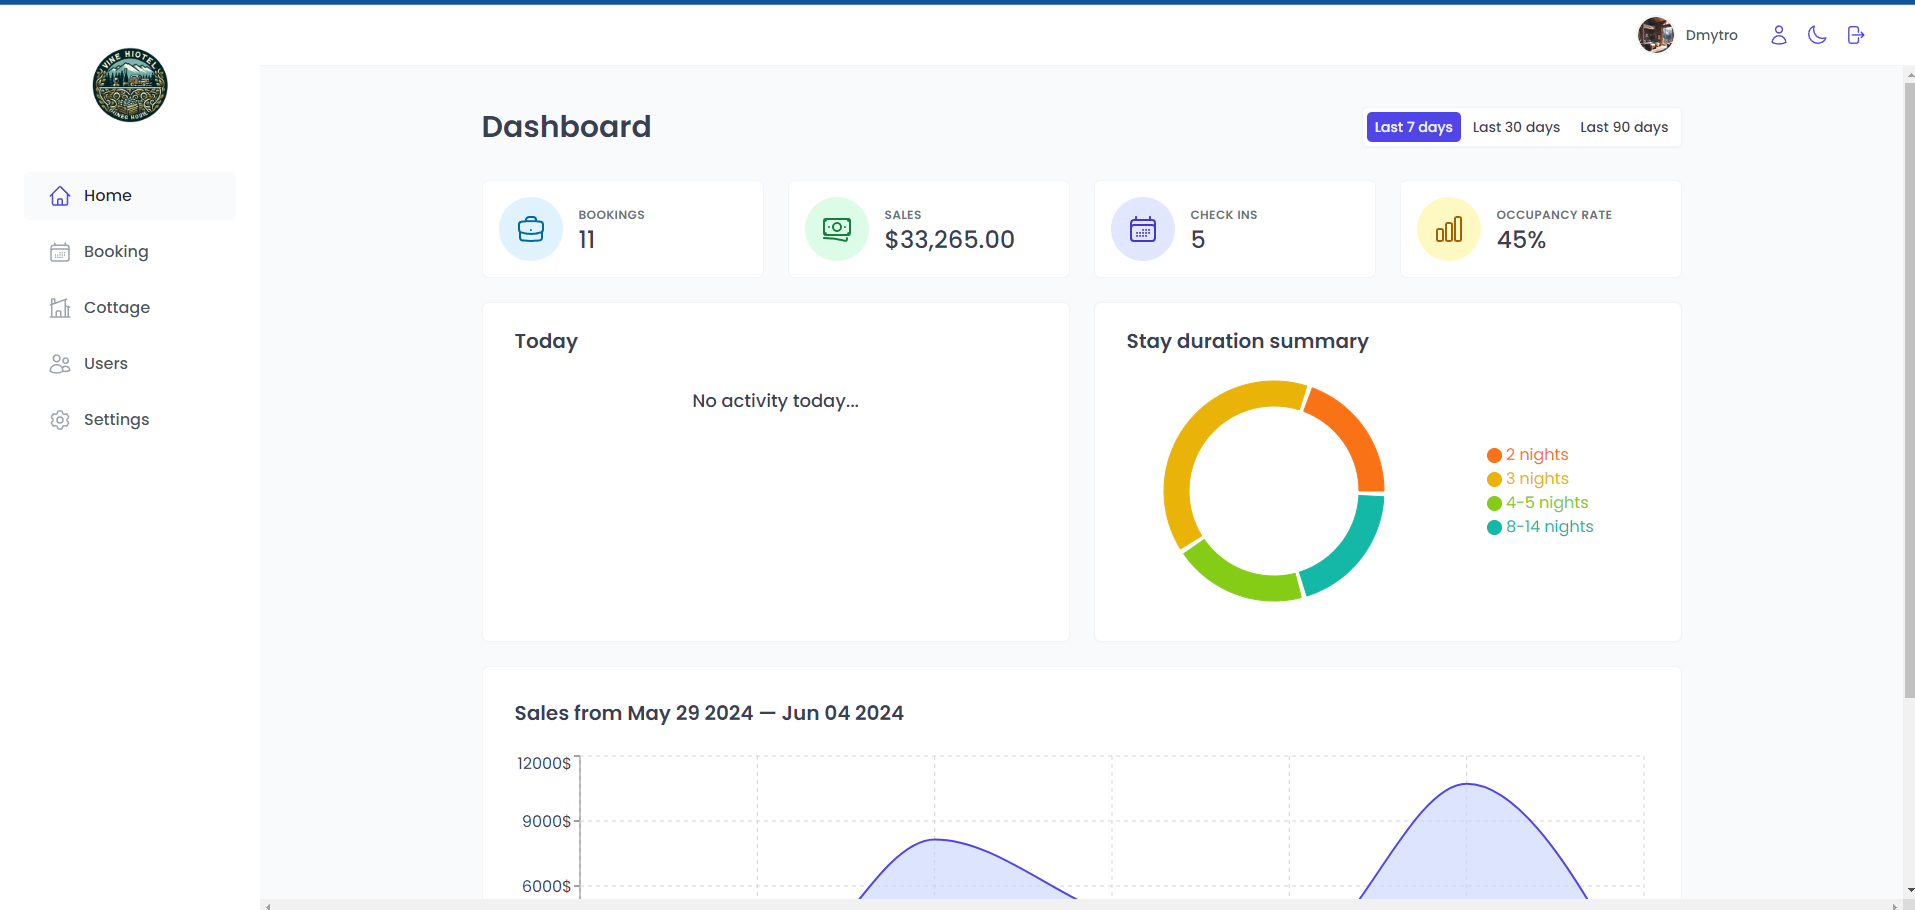 VINE HIOTEL
Dmytro
Home
Booking
Cottage
Users
Settings
Dashboard
Last 7 days Last 30 days Last 90 days
BOOKINGS
11
SALES
$33,265.00
CHECK INS
5
OCCUPANCY RATE
45%
Today
No activity today...
Stay duration summary
2 nights
3 nights
4-5 nights
8-14 nights
Sales from May 29 2024 — Jun 04 2024
12000$
9000$
6000$